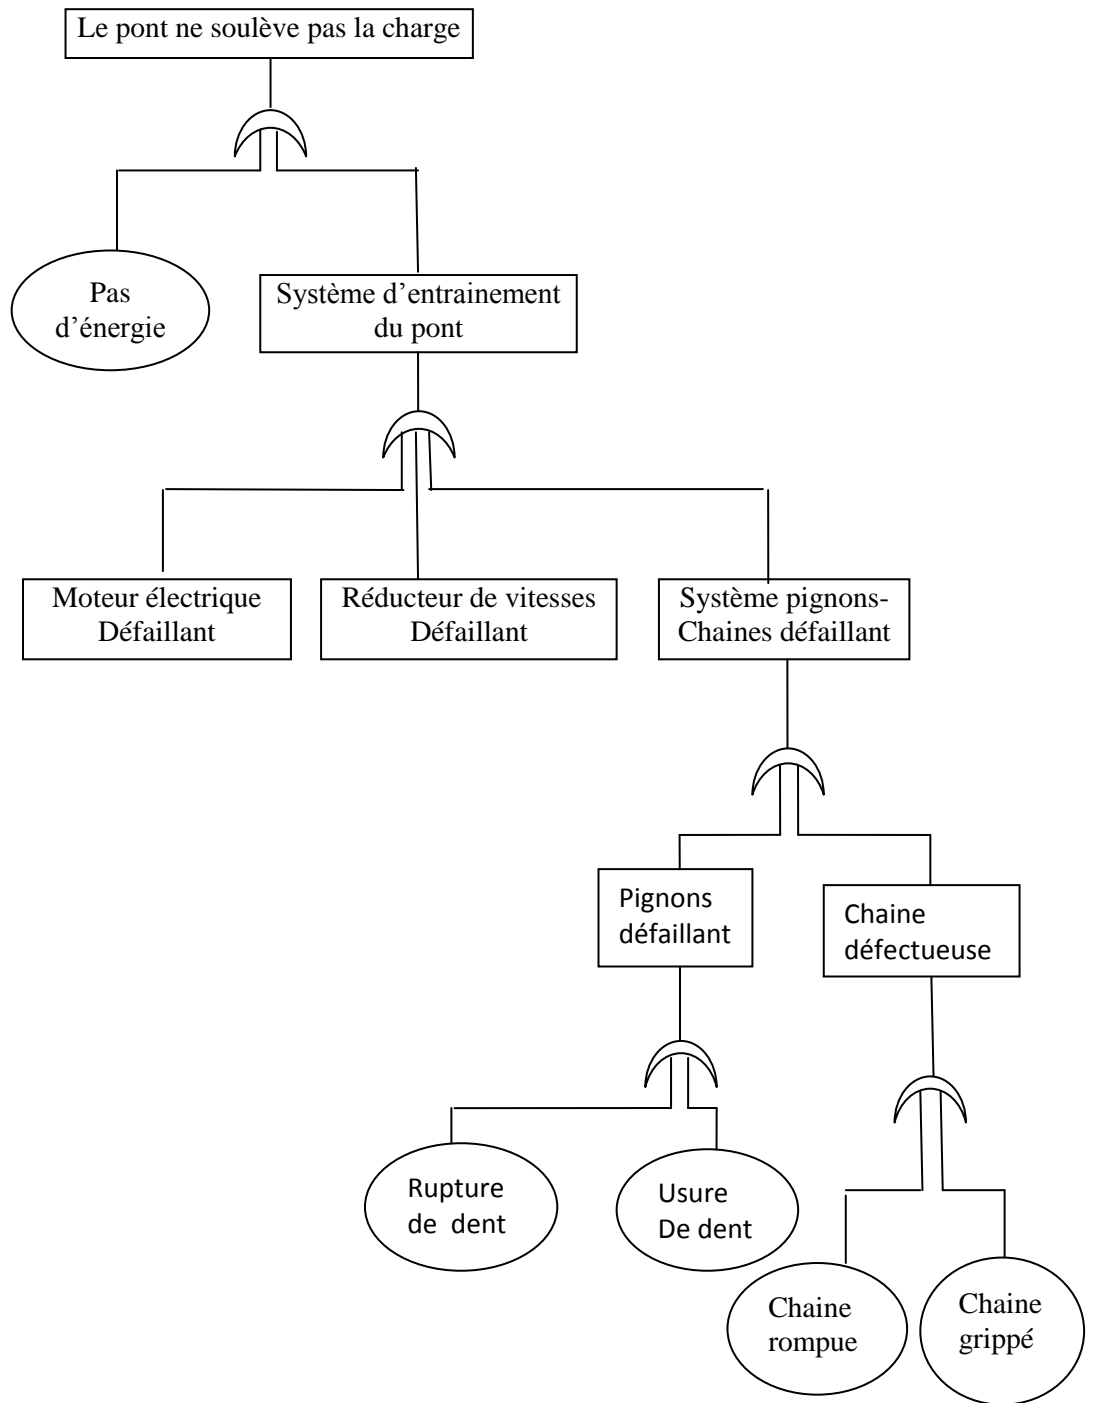 Le pont ne soulève pas la charge
Pas
d’énergie
Système d’entrainement
du pont
Moteur électrique
Défaillant
Réducteur de vitesses
Défaillant
Système pignons-
Chaines défaillant
Pignons
défaillant
Chaine
défectueuse
Rupture
de dent
Usure
De dent
Chaine
rompue
Chaine
grippé